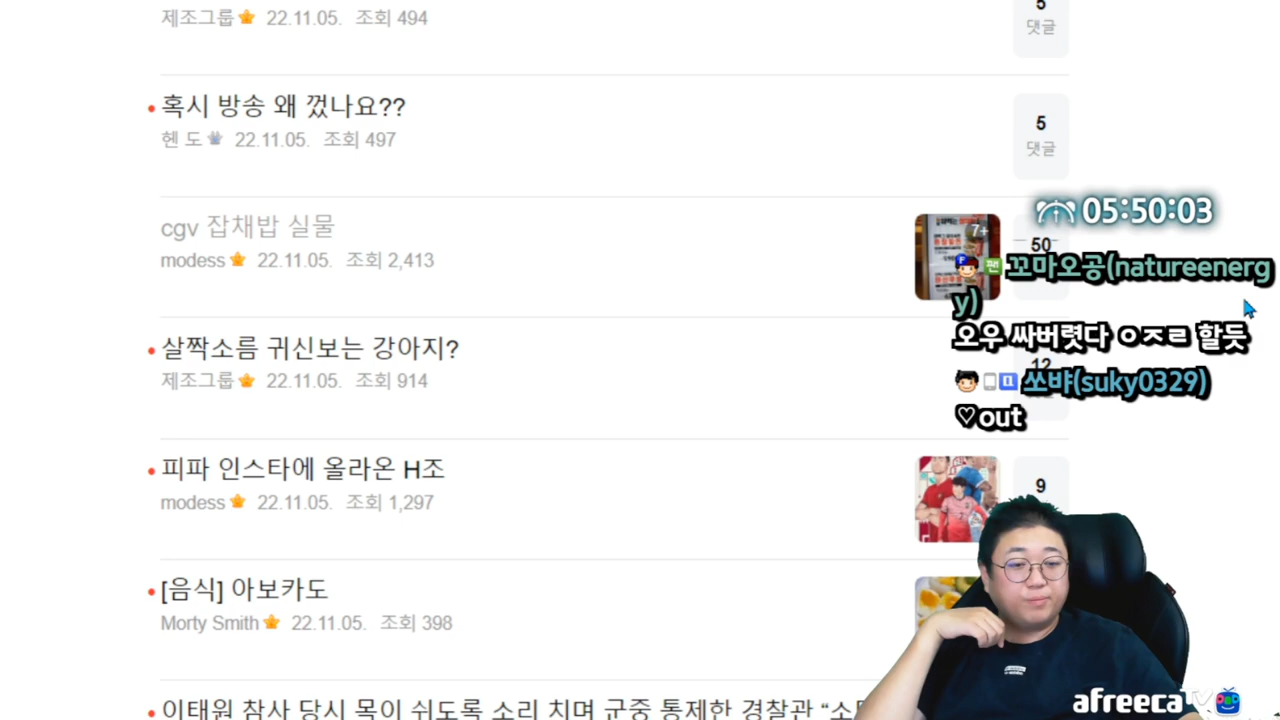 제조그룹 22.11.05. 조회 494
5
댓글
혹시 방송 왜 껐나요??
헨 도 22.11.05. 조회 497
5
댓글
cgv 잡채밥 실물
modess 22.11.05. 조회 2,413
7+
50
05:50:03
꼬마오공(natureenerg
y)
오우 싸버렷다 ㅇㅈㄹ 할듯
살짝소름 귀신보는 강아지?
제조그룹 22.11.05. 조회 914
12
쏘뱌(suky0329)
♡out
피파 인스타에 올라온 H조
modess 22.11.05. 조회 1,297
9
[음식] 아보카도
Morty Smith 22.11.05. 조회 398
이태원 참사 당시 목이 쉬도록 소리 치며 군중 통제한 경찰관
afreecaTV